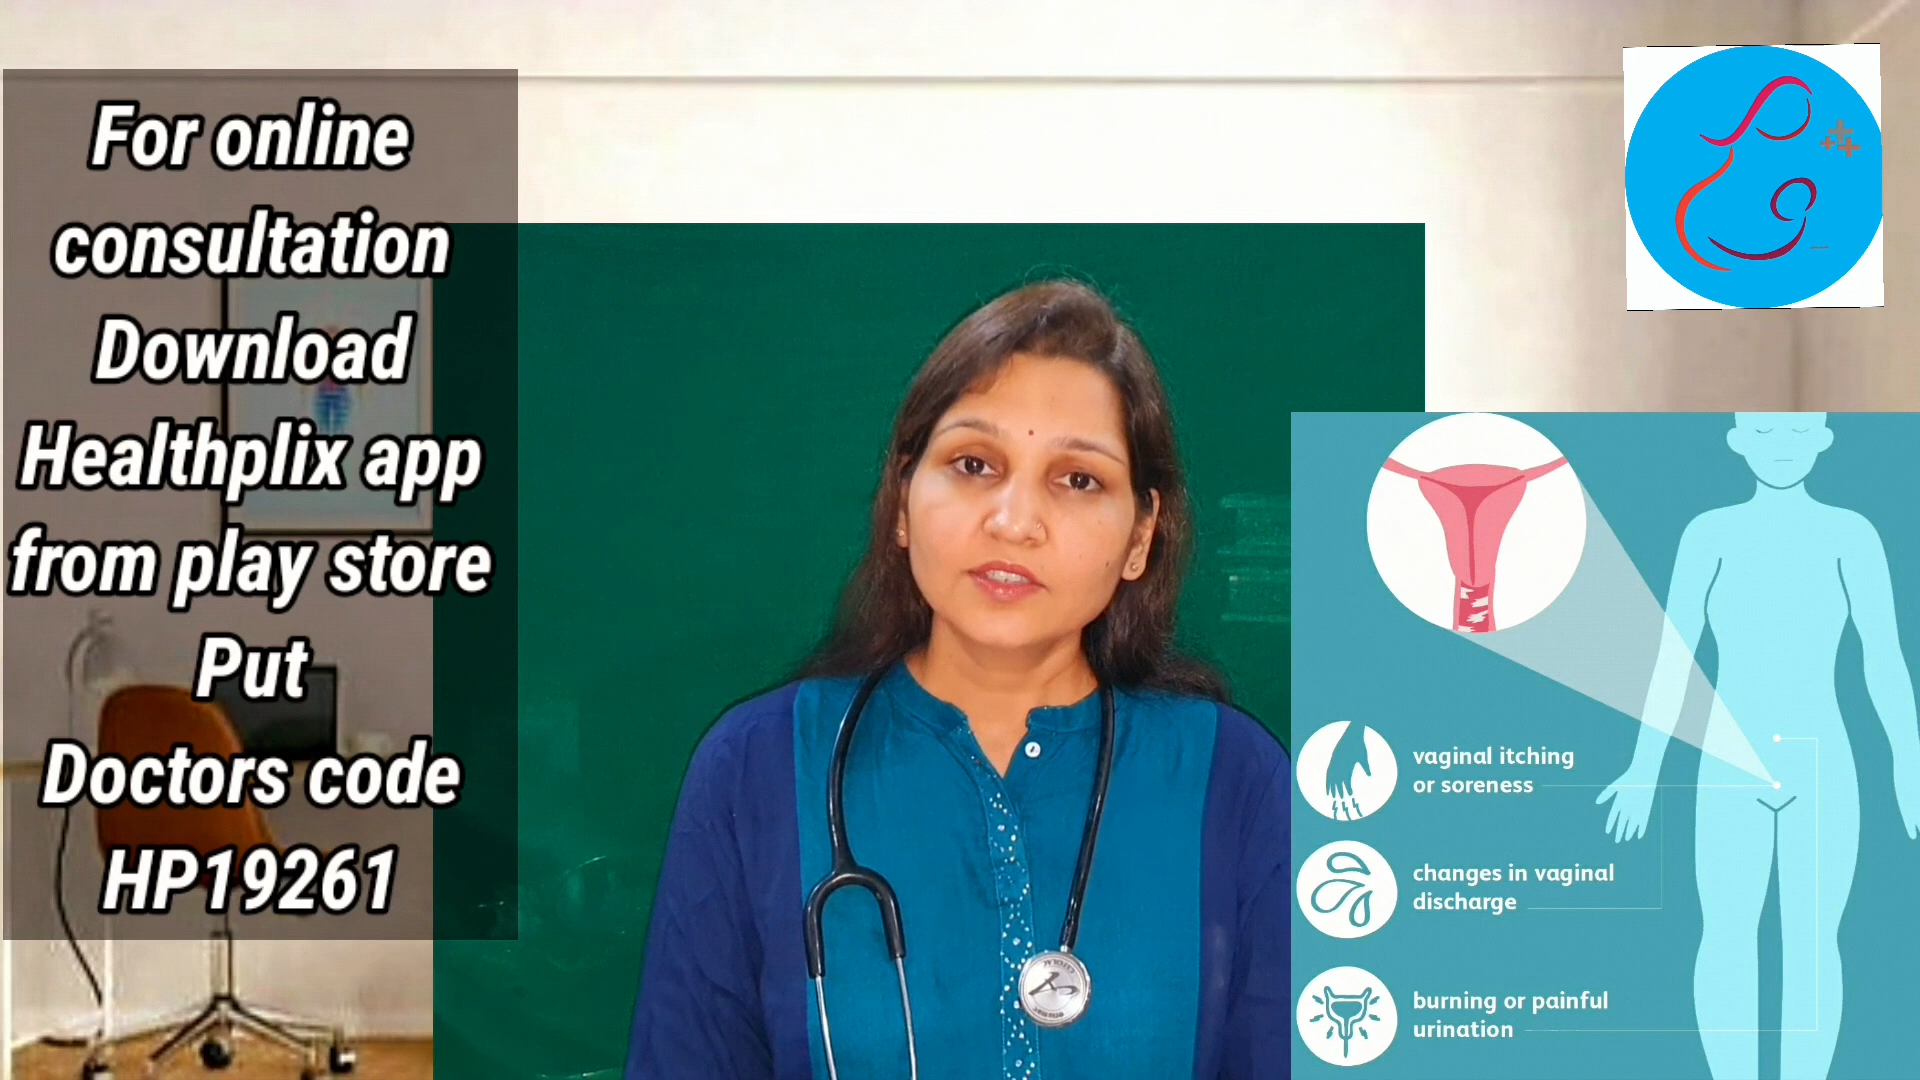 For online
consultation
Download
Healthplix app
from play store
Put
Doctors code
HP19261
vaginal itching
or soreness
changes in vaginal
discharge
burning or painful
urination